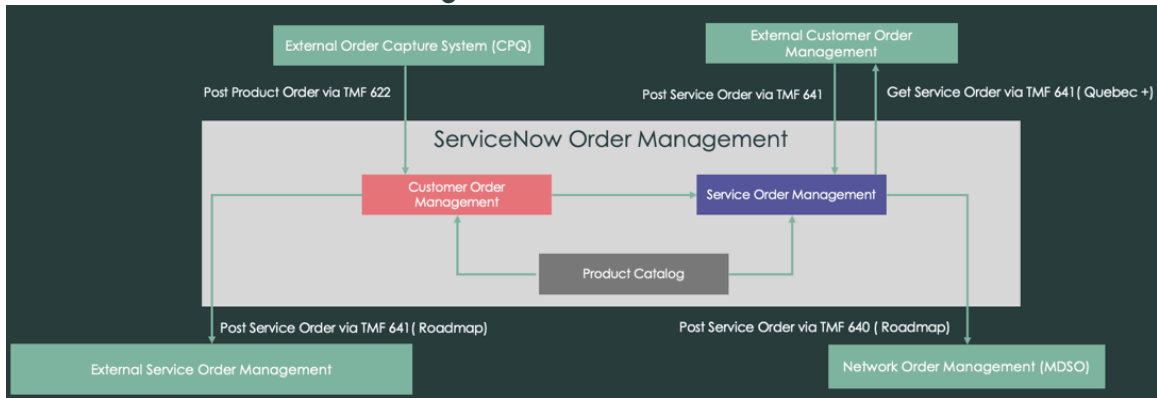 External Order Capture System (CPQ)
External Customer Order
Management
Post Product Order via TMF 622
Post Service Order via TMF 641
Get Service Order via TMF 641( Quebec +)
ServiceNow Order Management
Customer Order
Management
Service Order Management
Product Catalog
Post Service Order via TMF 641( Roadmap)
Post Service Order via TMF 640 ( Roadmap)
External Service Order Management
Network Order Management (MDSO)